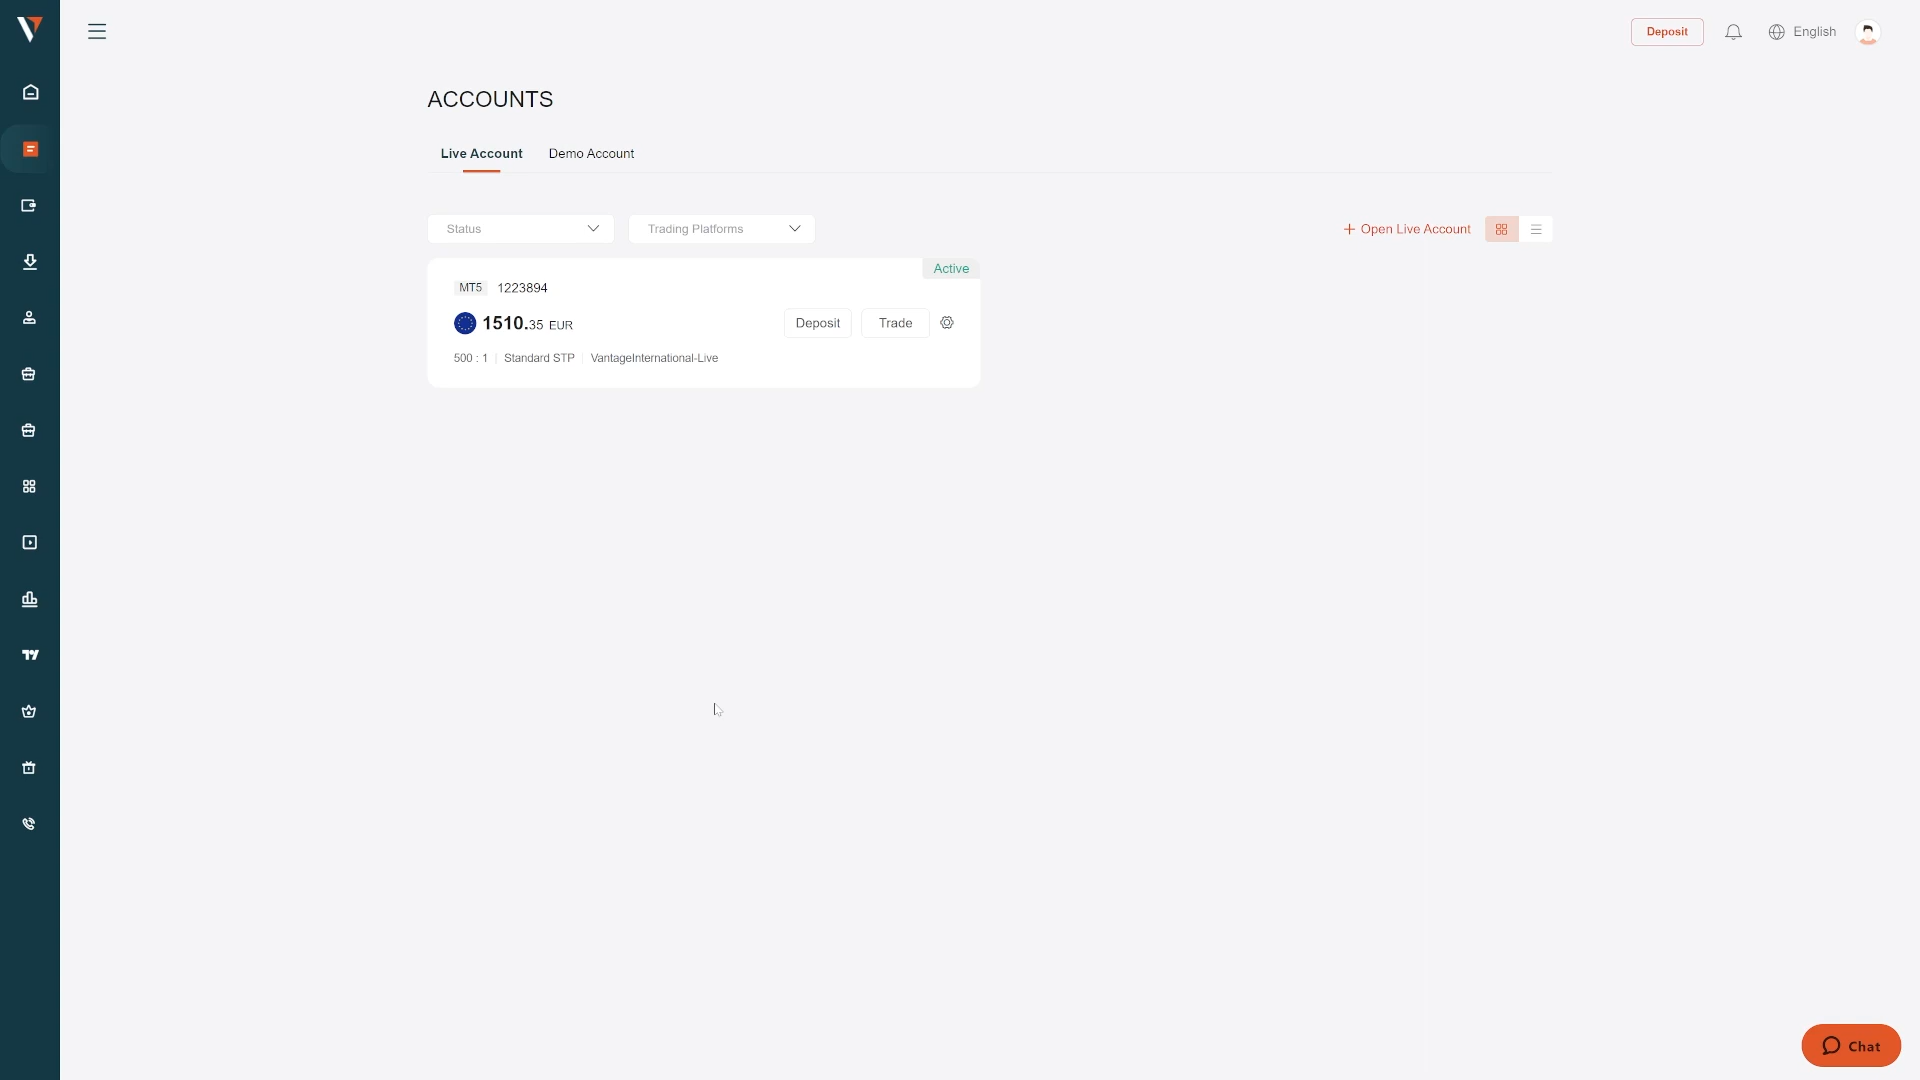 Deposit
English
ACCOUNTS
Live Account Demo Account
Status Trading Platforms + Open Live Account
Active
MT5 1223894
1510.35 EUR Deposit Trade
500 : 1 | Standard STP | VantageInternational-Live
Chat